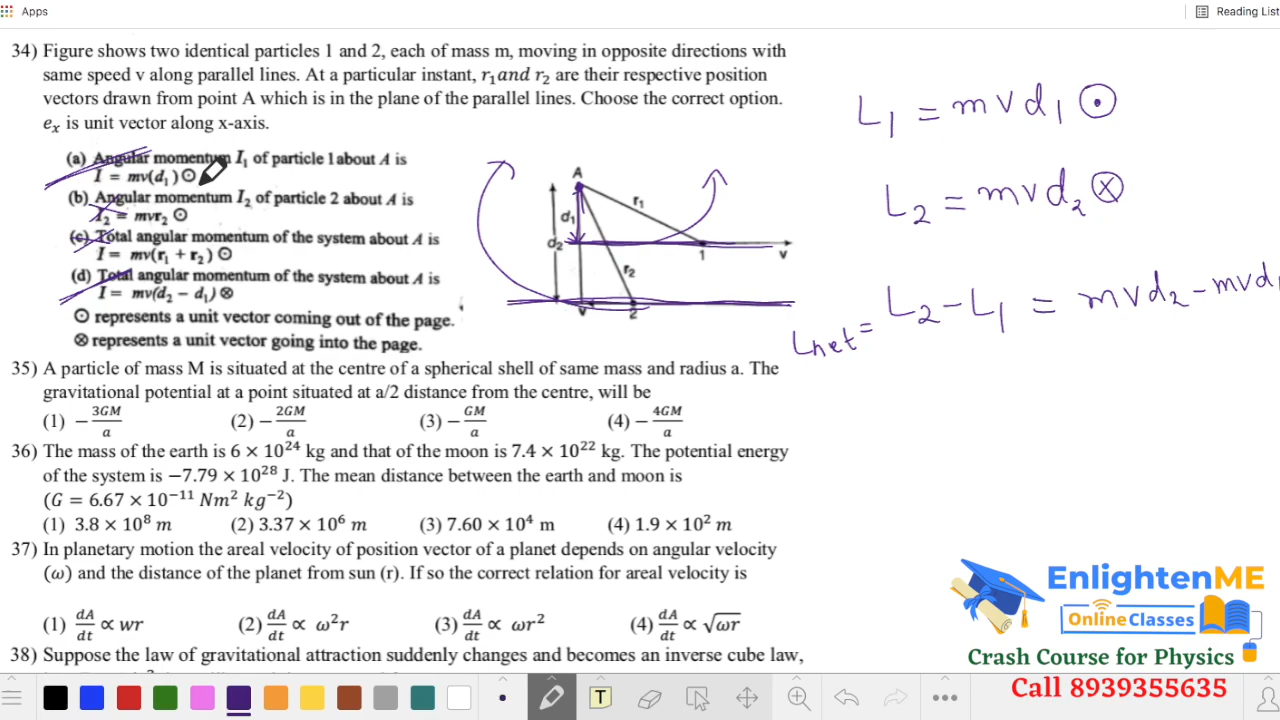 Apps
Reading List
34) Figure shows two identical particles 1 and 2, each of mass m, moving in opposite directions with
same speed v along parallel lines. At a particular instant, r₁ and r₂ are their respective position
vectors drawn from point A which is in the plane of the parallel lines. Choose the correct option.
eₓ is unit vector along x-axis.
(a) Angular momentum I₁ of particle 1 about A is
I = mv(d₁) ⊙
(b) Angular momentum I₂ of particle 2 about A is
I₂ = mvr₂ ⊙
(c) Total angular momentum of the system about A is
I = mv(r₁ + r₂) ⊙
(d) Total angular momentum of the system about A is
I = mv(d₂ − d₁) ⊗
⊙ represents a unit vector coming out of the page.
⊗ represents a unit vector going into the page.
A
r₁
d₁
d₂
1
v
r₂
v
2
L₁ = mvd₁ ⊙
L₂ = mvd₂ ⊗
Lnet = L₂ − L₁ = mvd₂ − mvd₁
35) A particle of mass M is situated at the centre of a spherical shell of same mass and radius a. The
gravitational potential at a point situated at a/2 distance from the centre, will be
(1) −3GM/a (2) −2GM/a (3) −GM/a (4) −4GM/a
36) The mass of the earth is 6 × 10²⁴ kg and that of the moon is 7.4 × 10²² kg. The potential energy
of the system is −7.79 × 10²⁸ J. The mean distance between the earth and moon is
(G = 6.67 × 10⁻¹¹ Nm² kg⁻²)
(1) 3.8 × 10⁸ m (2) 3.37 × 10⁶ m (3) 7.60 × 10⁴ m (4) 1.9 × 10² m
37) In planetary motion the areal velocity of position vector of a planet depends on angular velocity
(ω) and the distance of the planet from sun (r). If so the correct relation for areal velocity is
(1) dA/dt ∝ wr (2) dA/dt ∝ ω²r (3) dA/dt ∝ ωr² (4) dA/dt ∝ √ωr
38) Suppose the law of gravitational attraction suddenly changes and becomes an inverse cube law,
EnlightenME
Online Classes
Crash Course for Physics
Call 8939355635
T